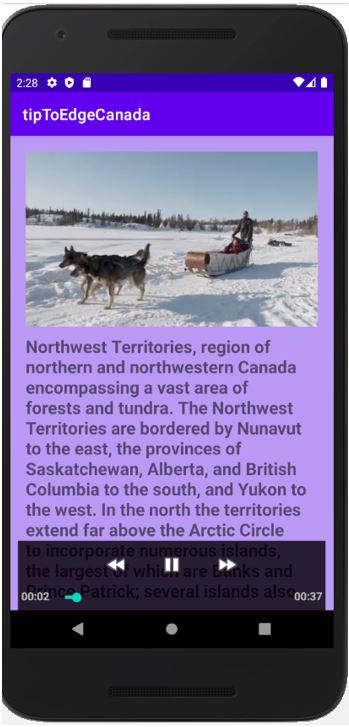 2:28
tipToEdgeCanada
Northwest Territories, region of
northern and northwestern Canada
encompassing a vast area of
forests and tundra. The Northwest
Territories are bordered by Nunavut
to the east, the provinces of
Saskatchewan, Alberta, and British
Columbia to the south, and Yukon to
the west. In the north the territories
extend far above the Arctic Circle
to incorporate numerous islands,
the largest of which are Banks and
Prince Patrick; several islands also
00:02 00:37